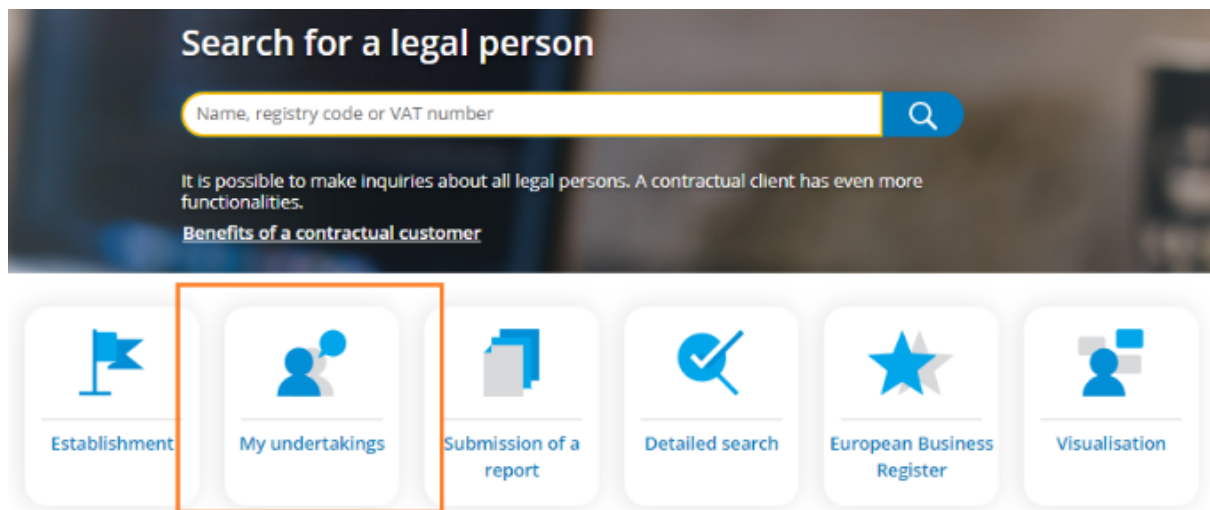 Search for a legal person
Name, registry code or VAT number
It is possible to make inquiries about all legal persons. A contractual client has even more
functionalities.
Benefits of a contractual customer
Establishment
My undertakings
Submission of a
report
Detailed search
European Business
Register
Visualisation